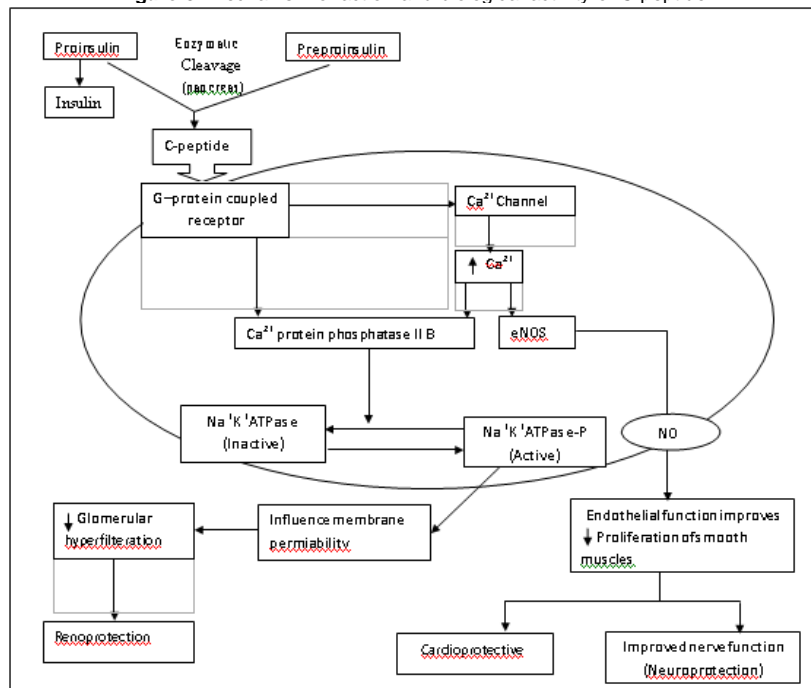 Proinsulin
Enzymatic
Cleavage
(pancreas)
Preproinsulin
Insulin
C-peptide
G-protein coupled
receptor
Ca²⁺ Channel
↑ Ca²⁺
Ca²⁺ protein phosphatase II B
eNOS
Na⁺K⁺ATPase
(Inactive)
Na⁺K⁺ATPase-P
(Active)
NO
↓ Glomerular
hyperfilteration
Influence membrane
permiability
Endothelial function improves
↓ Proliferation of smooth
muscles
Renoprotection
Cardioprotective
Improved nerve function
(Neuroprotection)